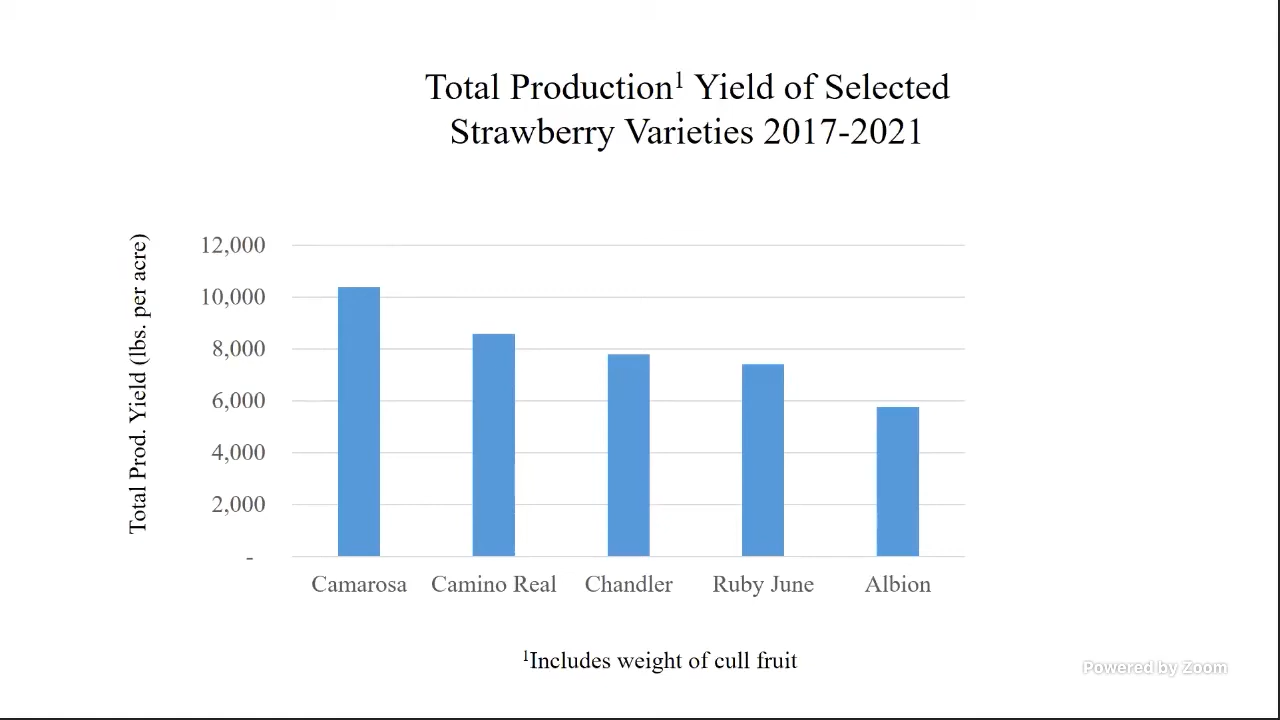 Total Production¹ Yield of Selected
Strawberry Varieties 2017-2021
Total Prod. Yield (lbs. per acre)
12,000
10,000
8,000
6,000
4,000
2,000
-
Camarosa Camino Real Chandler Ruby June Albion
¹Includes weight of cull fruit
Powered by Zoom